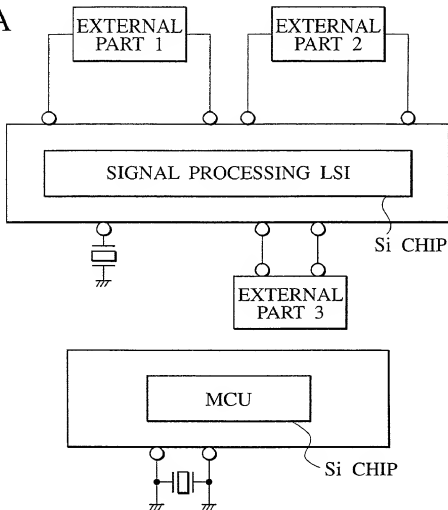 A
EXTERNAL
PART 1
EXTERNAL
PART 2
SIGNAL PROCESSING LSI
Si CHIP
EXTERNAL
PART 3
MCU
Si CHIP